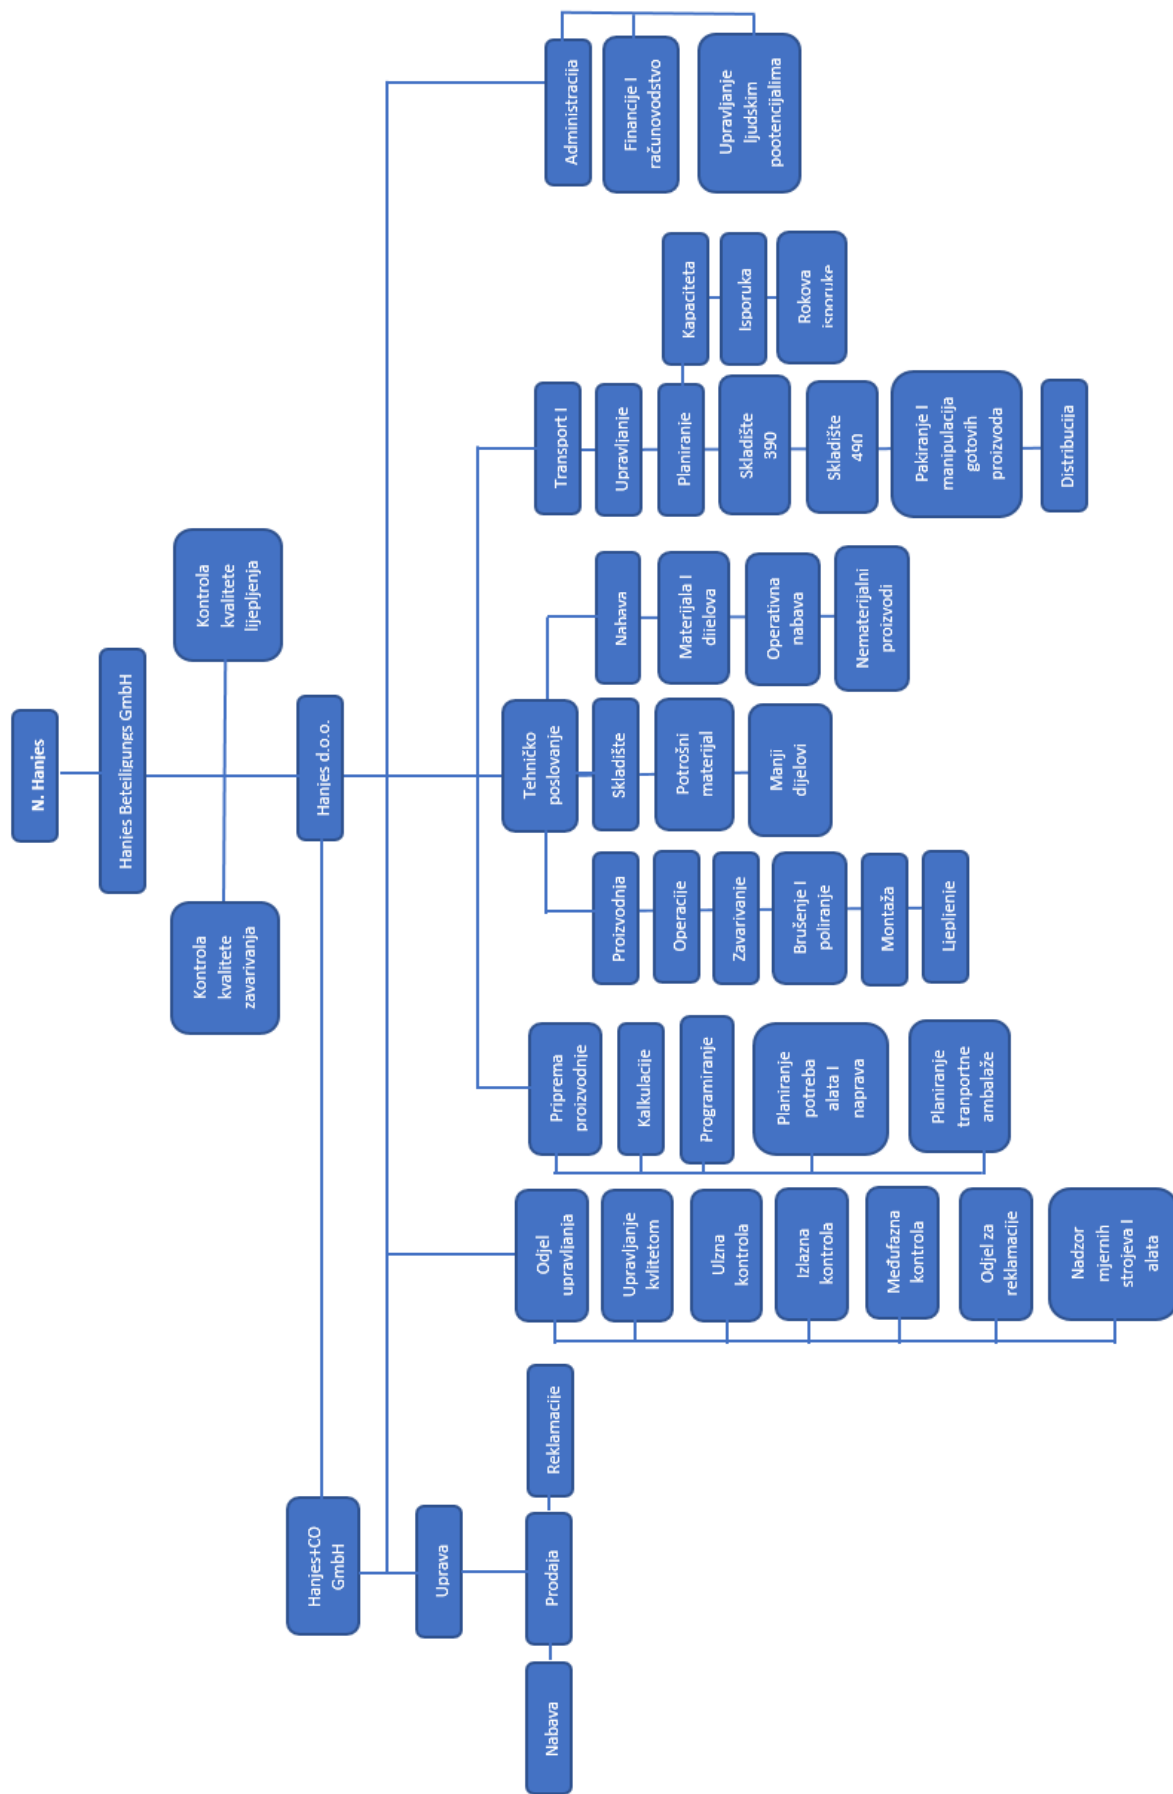 N. Hanjes
Hanjes Beteiligungs GmbH
Kontrola
kvalitete
zavarivanja
Kontrola
kvalitete
lijepljenja
Hanjes+CO
GmbH
Hanjes d.o.o.
Uprava
Nabava
Prodaja
Reklamacije
Odjel
upravljanja
Upravljanje
kvlitetom
Ulzna
kontrola
Izlazna
kontrola
Međufazna
kontrola
Odjel za
reklamacije
Nadzor
mjernih
strojeva I
alata
Priprema
proizvodnje
Kalkulacije
Programiranje
Planiranje
potreba
alata I
naprava
Planiranje
tranportne
ambalaže
Tehničko
poslovanje
Proizvodnja
Operacije
Zavarivanje
Brušenje I
poliranje
Montaža
Ljepljenje
Skladište
Potrošni
materijal
Manji
dijelovi
Nabava
Materijala I
dijelova
Operativna
nabava
Nematerijalni
proizvodi
Transport I
Upravljanje
Planiranje
Kapaciteta
Isporuka
Rokova
isporuke
Skladište
390
Skladište
490
Pakiranje I
manipulacija
gotovih
proizvoda
Distribucija
Administracija
Financije I
računovodstvo
Upravljanje
ljudskim
pootencijalima